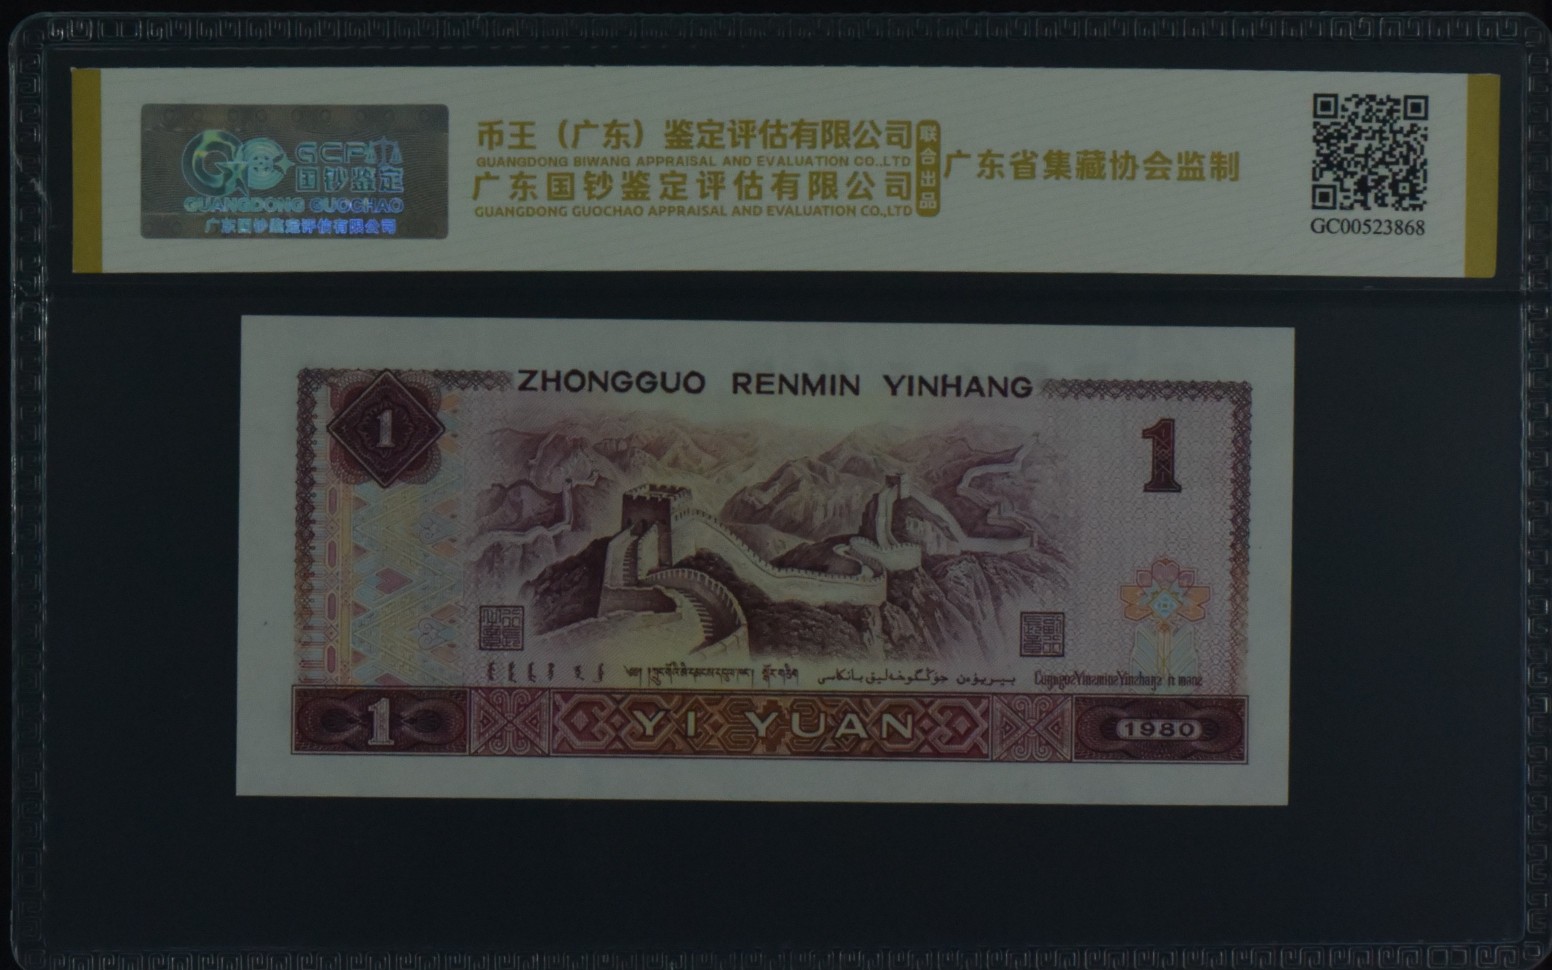 GCP
国钞鉴定
GUANGDONG GUOCHAO
广东国钞鉴定评估有限公司
币王（广东）鉴定评估有限公司
GUANGDONG BIWANG APPRAISAL AND EVALUATION CO.,LTD
广东国钞鉴定评估有限公司
GUANGDONG GUOCHAO APPRAISAL AND EVALUATION CO.,LTD
联合出品
广东省集藏协会监制
GC00523868
ZHONGGUO RENMIN YINHANG
1
1
1
YI YUAN
1980